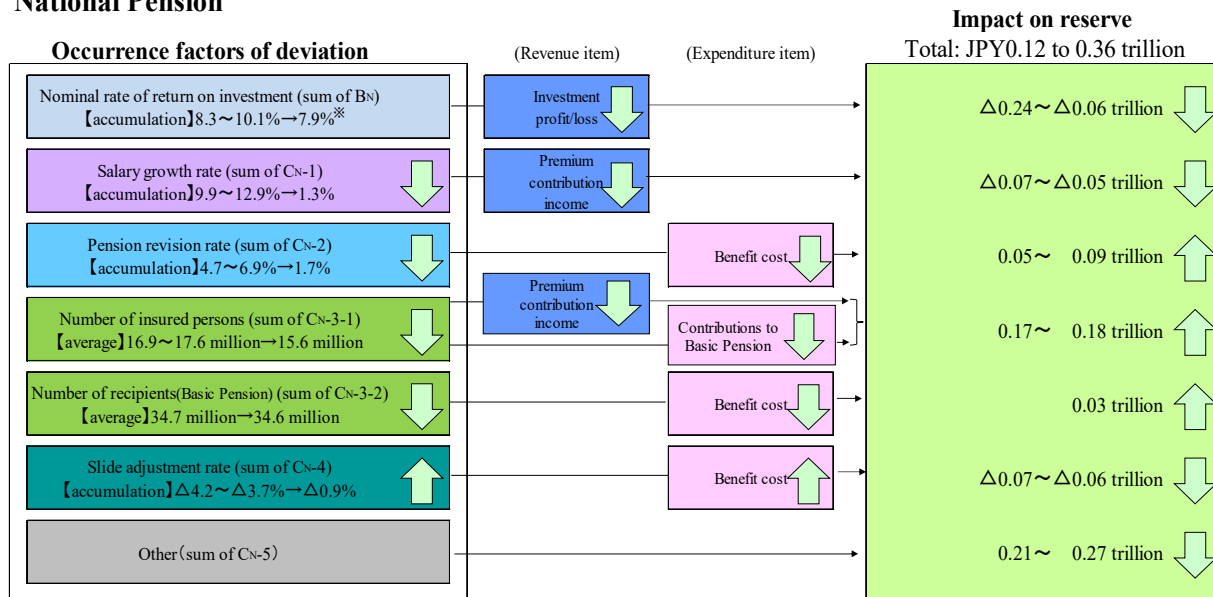 National Pension
Impact on reserve
Occurrence factors of deviation
(Revenue item)
(Expenditure item)
Total: JPY0.12 to 0.36 trillion
Nominal rate of return on investment (sum of BN)
【accumulation】8.3～10.1%→7.9%※
Investment
profit/loss
△0.24～△0.06 trillion
Salary growth rate (sum of CN-1)
【accumulation】9.9～12.9%→1.3%
Premium
contribution
income
△0.07～△0.05 trillion
Pension revision rate (sum of CN-2)
【accumulation】4.7～6.9%→1.7%
Benefit cost
0.05～ 0.09 trillion
Premium
contribution
income
Number of insured persons (sum of CN-3-1)
【average】16.9～17.6 million→15.6 million
Contributions to
Basic Pension
0.17～ 0.18 trillion
Number of recipients(Basic Pension) (sum of CN-3-2)
【average】34.7 million→34.6 million
Benefit cost
0.03 trillion
Slide adjustment rate (sum of CN-4)
【accumulation】△4.2～△3.7%→△0.9%
Benefit cost
△0.07～△0.06 trillion
Other（sum of CN-5）
0.21～ 0.27 trillion